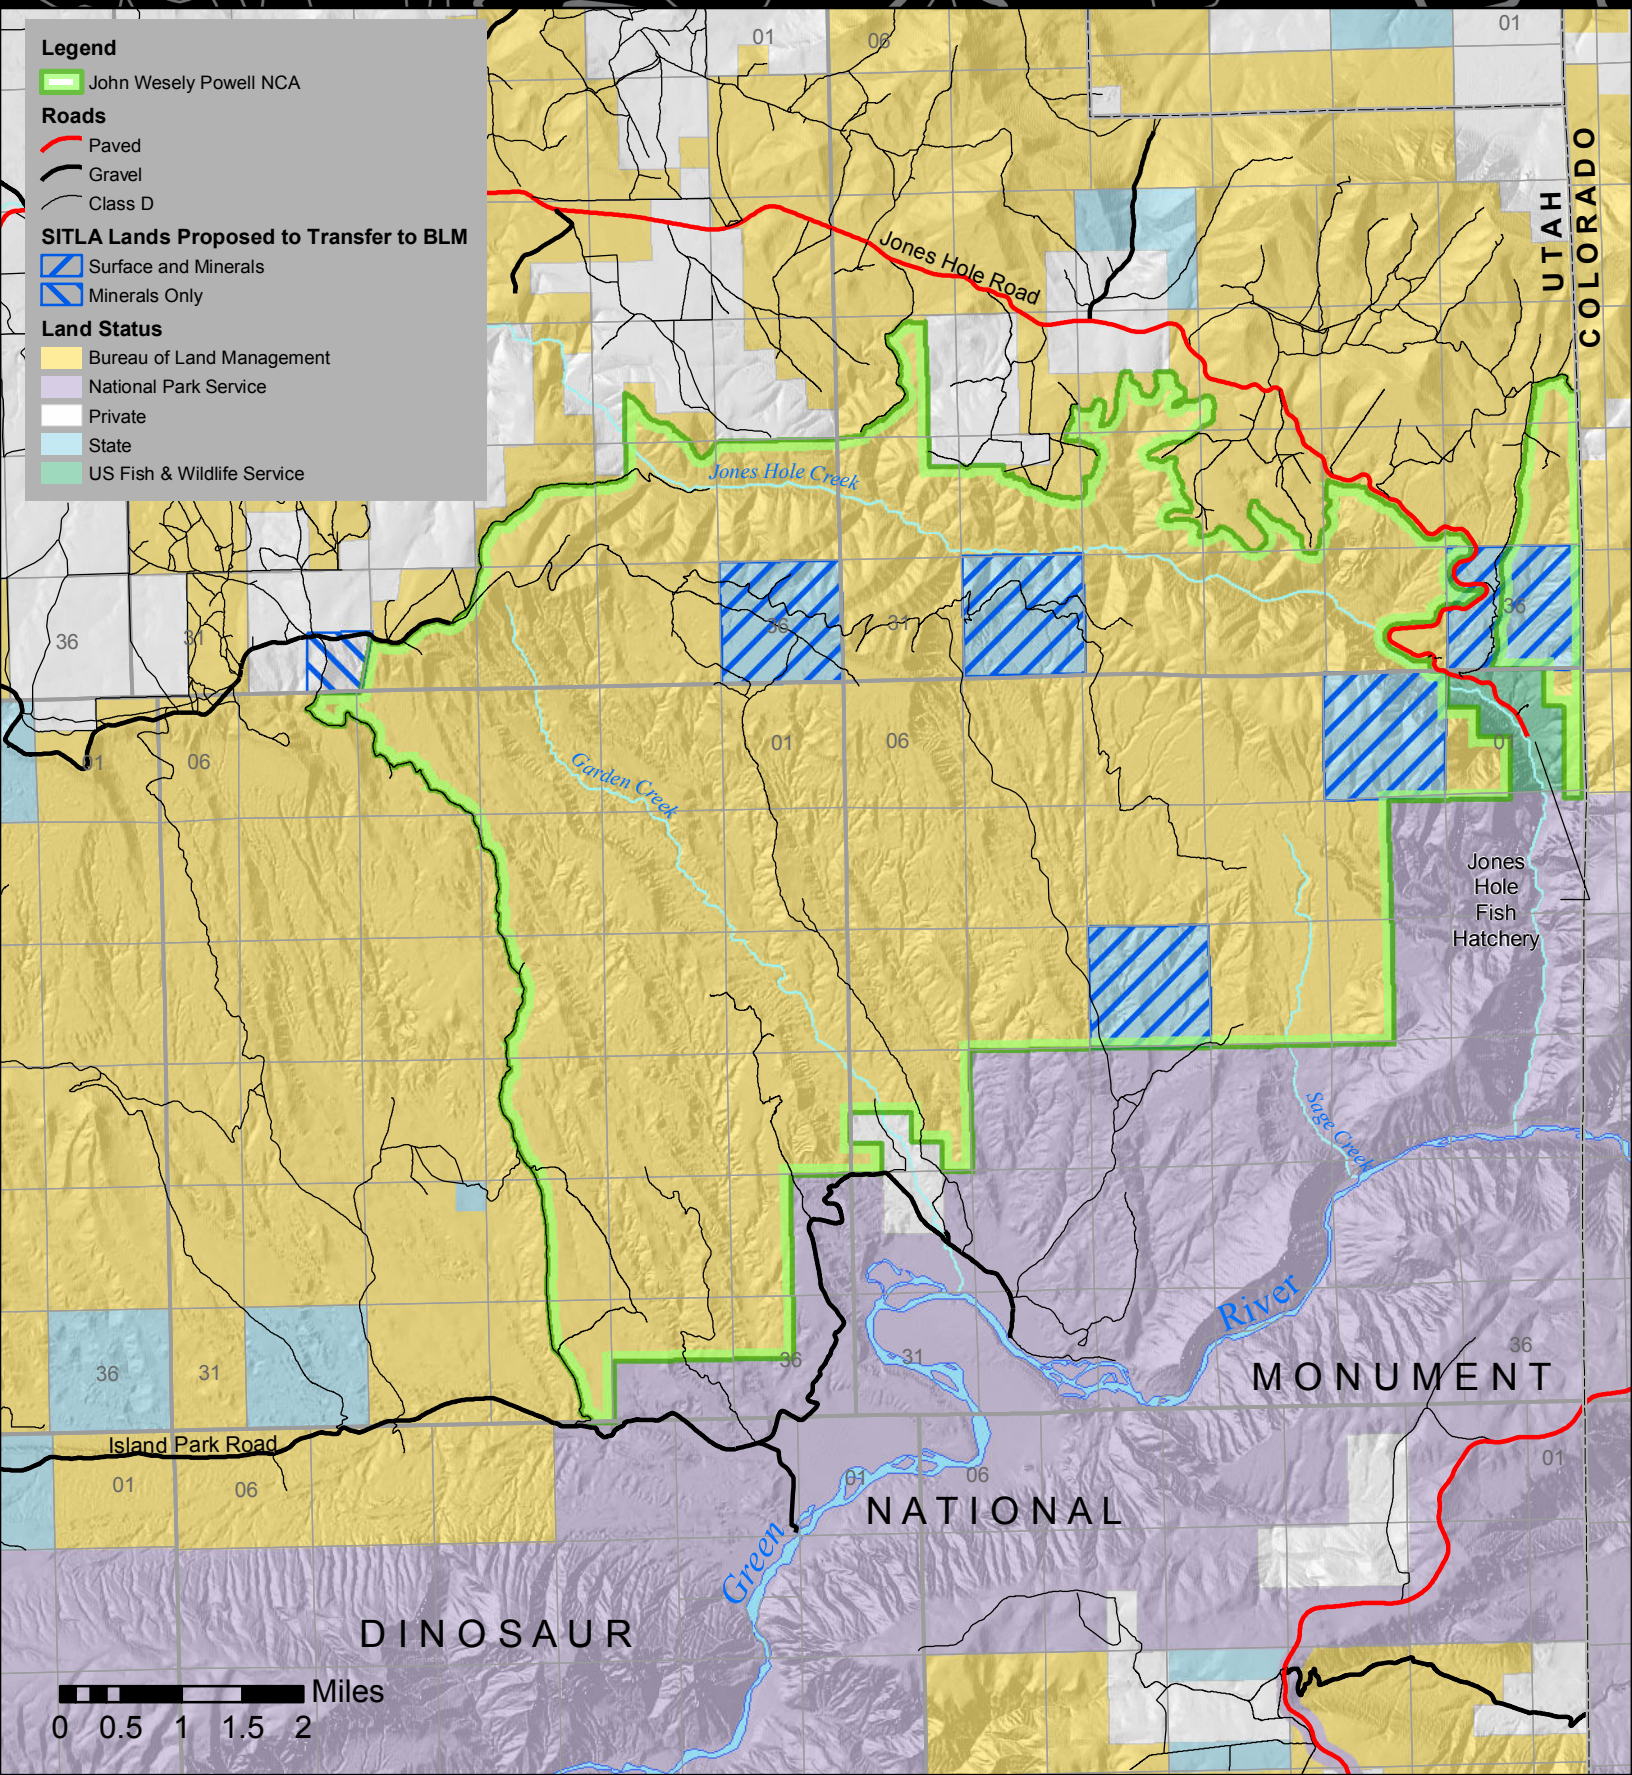 Legend
John Wesely Powell NCA
Roads
Paved
Gravel
Class D
SITLA Lands Proposed to Transfer to BLM
Surface and Minerals
Minerals Only
Land Status
Bureau of Land Management
National Park Service
Private
State
US Fish & Wildlife Service
01
06
01
UTAH
COLORADO
Jones Hole Road
Jones Hole Creek
36
31
36
31
36
01
06
01
06
01
Garden Creek
Jones
Hole
Fish
Hatchery
Sage Creek
River
36
31
36
31
36
MONUMENT
Island Park Road
01
06
01
06
01
NATIONAL
Green
DINOSAUR
Miles
0 0.5 1 1.5 2